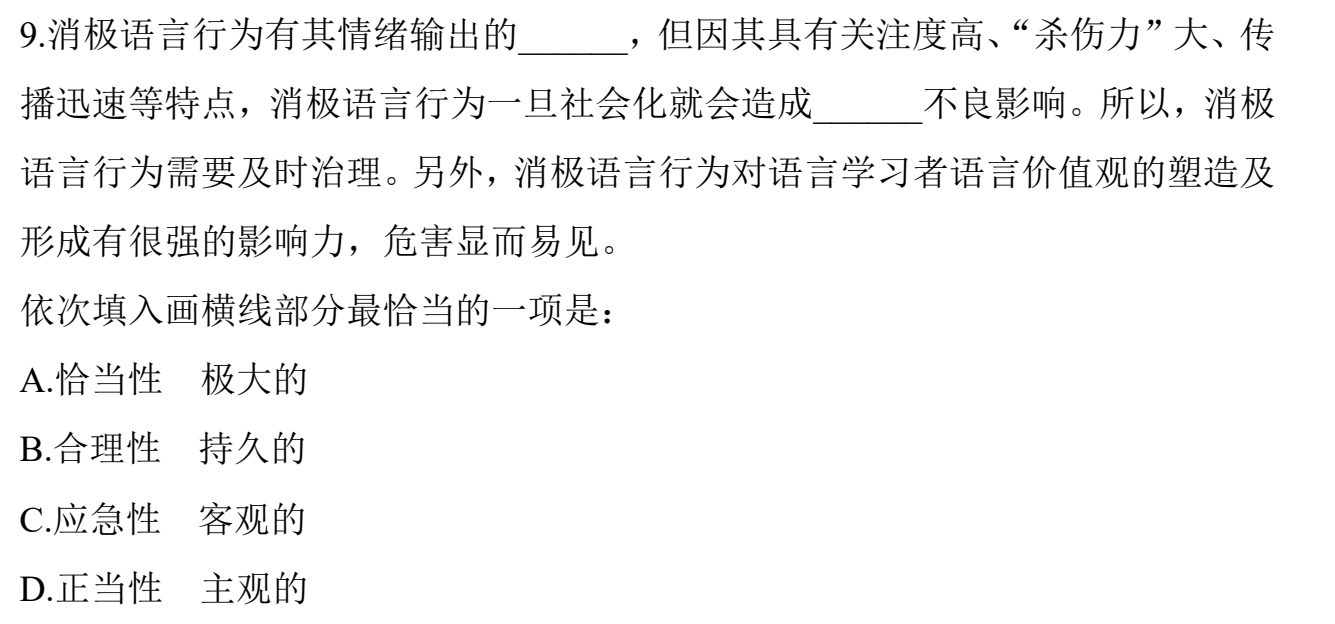 9.消极语言行为有其情绪输出的______，但因其具有关注度高、“杀伤力”大、传
播迅速等特点，消极语言行为一旦社会化就会造成______不良影响。所以，消极
语言行为需要及时治理。另外，消极语言行为对语言学习者语言价值观的塑造及
形成有很强的影响力，危害显而易见。
依次填入画横线部分最恰当的一项是：
A.恰当性　极大的
B.合理性　持久的
C.应急性　客观的
D.正当性　主观的